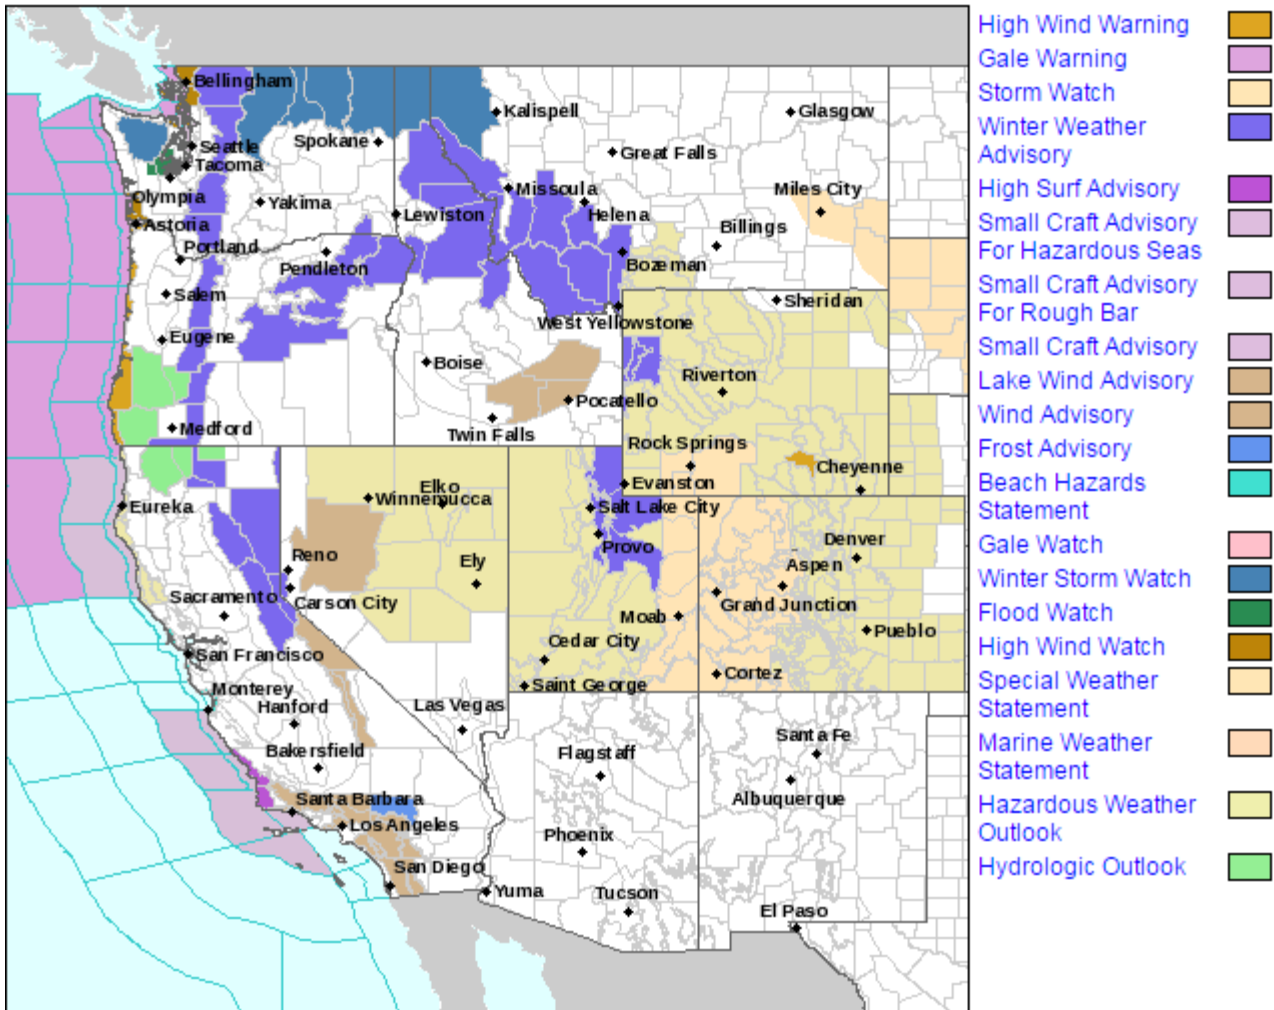 High Wind Warning
Gale Warning
Storm Watch
Winter Weather
Advisory
High Surf Advisory
Small Craft Advisory
For Hazardous Seas
Small Craft Advisory
For Rough Bar
Small Craft Advisory
Lake Wind Advisory
Wind Advisory
Frost Advisory
Beach Hazards
Statement
Gale Watch
Winter Storm Watch
Flood Watch
High Wind Watch
Special Weather
Statement
Marine Weather
Statement
Hazardous Weather
Outlook
Hydrologic Outlook
Bellingham
Kalispell
Glasgow
Seattle
Spokane
Great Falls
Tacoma
Olympia
Yakima
Missoula
Miles City
Lewiston
Helena
Astoria
Billings
Portland
Pendleton
Bozeman
Salem
Sheridan
West Yellowstone
Eugene
Boise
Riverton
Pocatello
Medford
Twin Falls
Rock Springs
Cheyenne
Evanston
Elko
Winnemucca
Eureka
Salt Lake City
Provo
Denver
Reno
Ely
Aspen
Sacramento
Carson City
Grand Junction
Moab
Pueblo
Cedar City
San Francisco
Cortez
Saint George
Monterey
Hanford
Las Vegas
Santa Fe
Bakersfield
Flagstaff
Albuquerque
Santa Barbara
Los Angeles
Phoenix
San Diego
Yuma
Tucson
El Paso